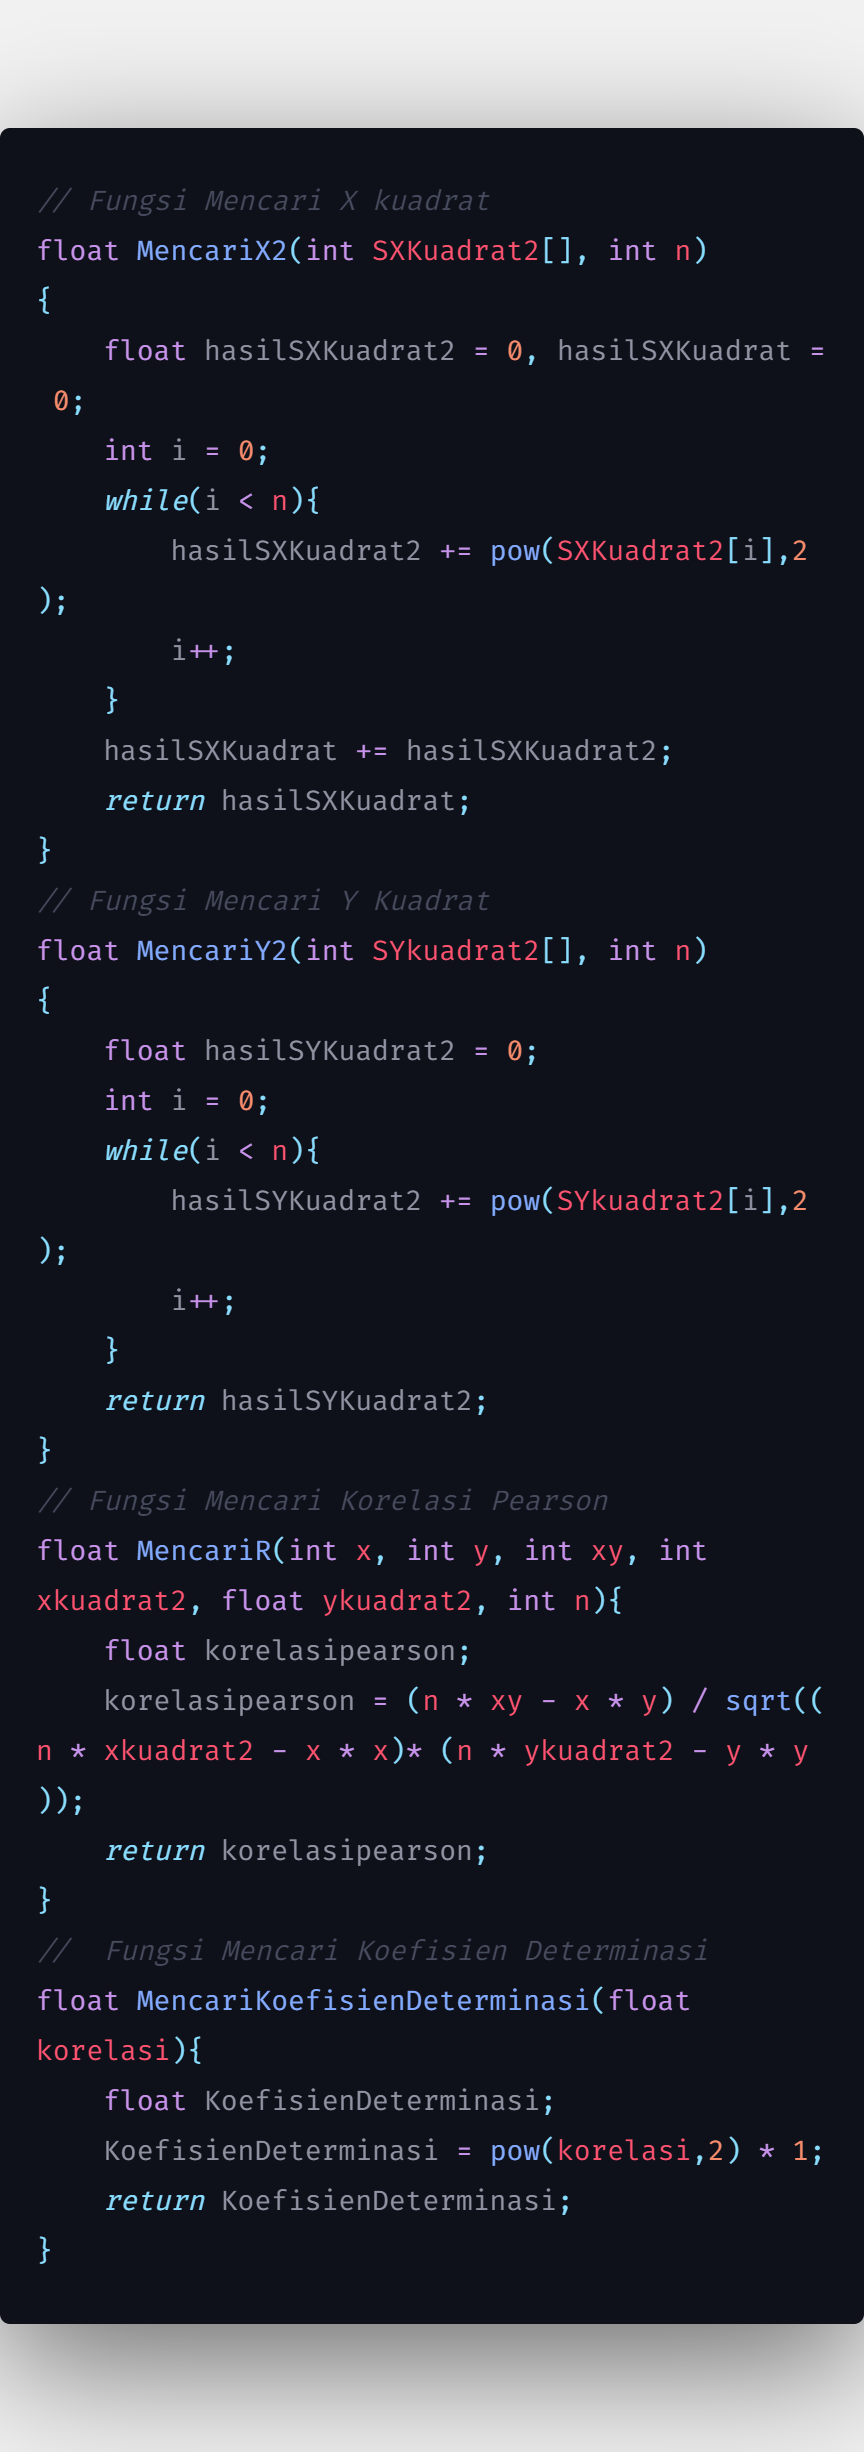 // Fungsi Mencari X kuadrat
float MencariX2(int SXKuadrat2[], int n)
{
    float hasilSXKuadrat2 = 0, hasilSXKuadrat =
 0;
    int i = 0;
    while(i < n){
        hasilSXKuadrat2 += pow(SXKuadrat2[i],2
);
        i++;
    }
    hasilSXKuadrat += hasilSXKuadrat2;
    return hasilSXKuadrat;
}
// Fungsi Mencari Y Kuadrat
float MencariY2(int SYkuadrat2[], int n)
{
    float hasilSYKuadrat2 = 0;
    int i = 0;
    while(i < n){
        hasilSYKuadrat2 += pow(SYkuadrat2[i],2
);
        i++;
    }
    return hasilSYKuadrat2;
}
// Fungsi Mencari Korelasi Pearson
float MencariR(int x, int y, int xy, int
xkuadrat2, float ykuadrat2, int n){
    float korelasipearson;
    korelasipearson = (n * xy - x * y) / sqrt((
n * xkuadrat2 - x * x)* (n * ykuadrat2 - y * y
));
    return korelasipearson;
}
//  Fungsi Mencari Koefisien Determinasi
float MencariKoefisienDeterminasi(float
korelasi){
    float KoefisienDeterminasi;
    KoefisienDeterminasi = pow(korelasi,2) * 1;
    return KoefisienDeterminasi;
}